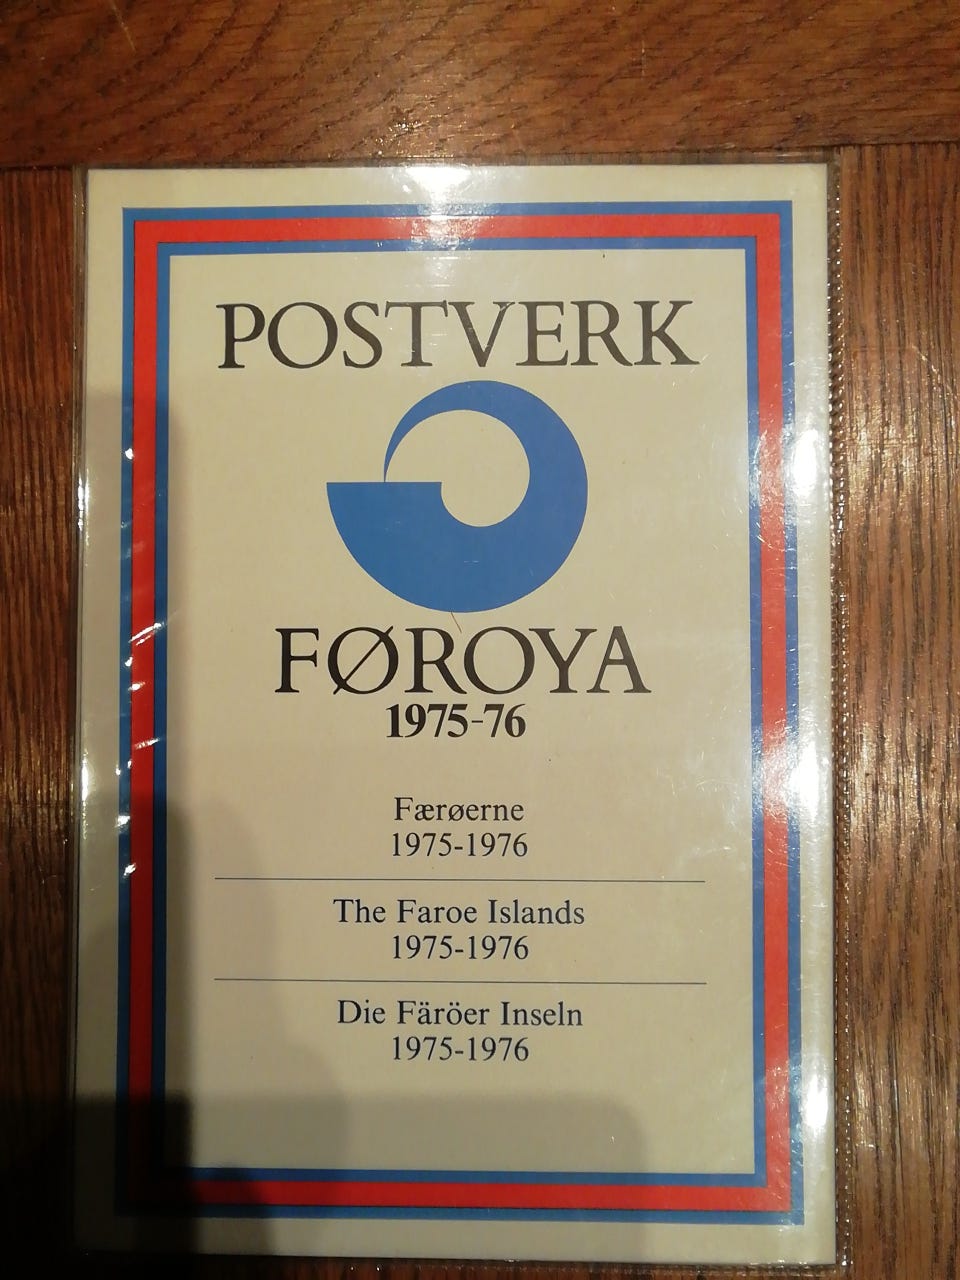 POSTVERK
FØROYA
1975-76
Færøerne
1975-1976
The Faroe Islands
1975-1976
Die Färöer Inseln
1975-1976